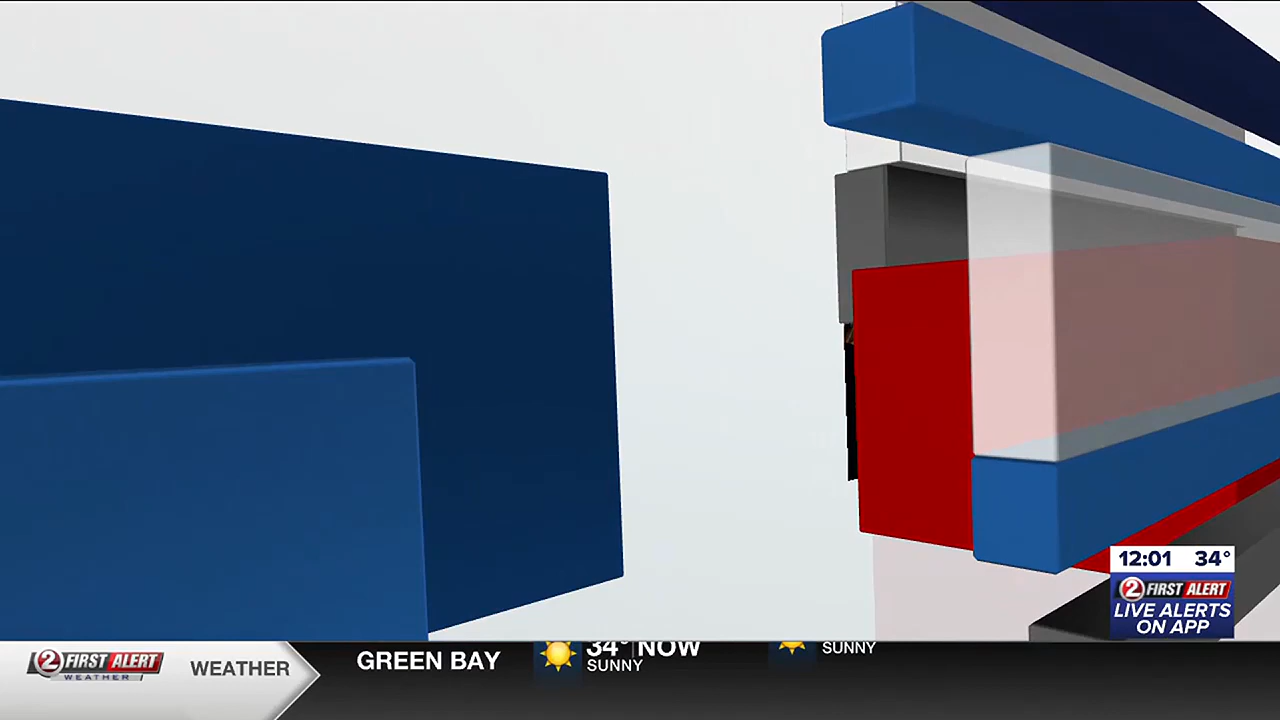 12:01 34°
2 FIRST ALERT
LIVE ALERTS
ON APP
2 FIRST ALERT
WEATHER
WEATHER
GREEN BAY
34° NOW
SUNNY
SUNNY